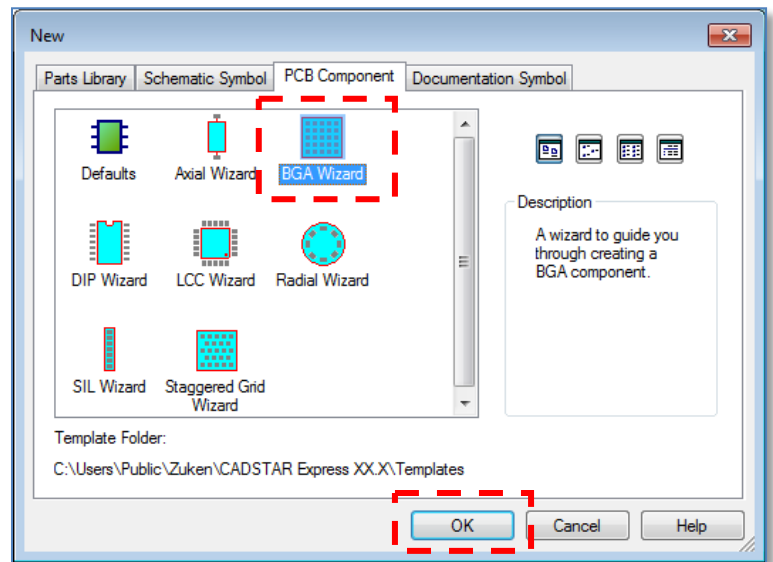 New
Parts Library
Schematic Symbol
PCB Component
Documentation Symbol
Defaults
Axial Wizard
BGA Wizard
DIP Wizard
LCC Wizard
Radial Wizard
SIL Wizard
Staggered Grid
Wizard
Description
A wizard to guide you
through creating a
BGA component.
Template Folder:
C:\Users\Public\Zuken\CADSTAR Express XX.X\Templates
OK
Cancel
Help